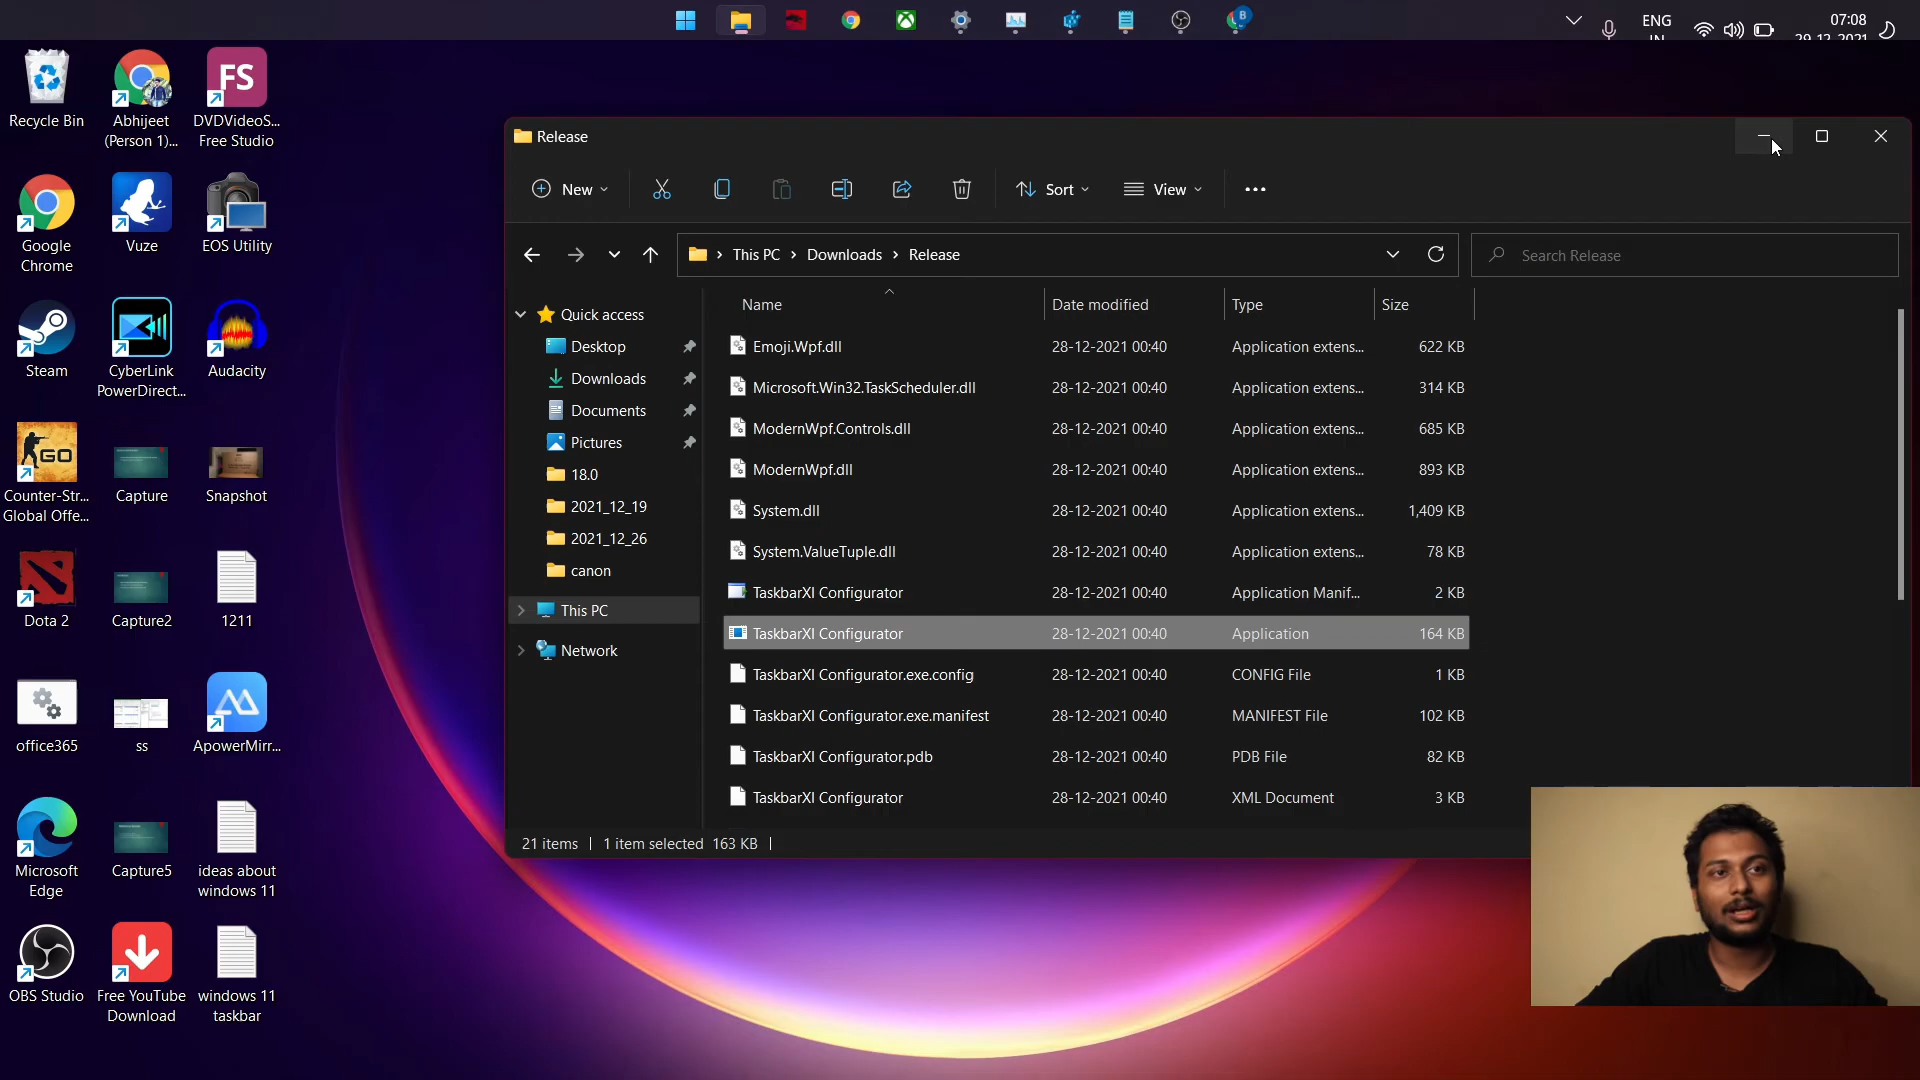 ENG
IN
07:08
29-12-2021
B
Recycle Bin
Abhijeet
(Person 1)...
FS
DVDVideoS...
Free Studio
Google
Chrome
Vuze
EOS Utility
Steam
CyberLink
PowerDirect...
Audacity
GO
Counter-Str...
Global Offe...
Capture
Snapshot
Dota 2
Capture2
1211
office365
ss
ApowerMirr...
Microsoft
Edge
Capture5
ideas about
windows 11
OBS Studio
Free YouTube
Download
windows 11
taskbar
Release
New
Sort
View
This PC > Downloads > Release
Search Release
Quick access
Desktop
Downloads
Documents
Pictures
18.0
2021_12_19
2021_12_26
canon
This PC
Network
Name Date modified Type Size
Emoji.Wpf.dll 28-12-2021 00:40 Application extens... 622 KB
Microsoft.Win32.TaskScheduler.dll 28-12-2021 00:40 Application extens... 314 KB
ModernWpf.Controls.dll 28-12-2021 00:40 Application extens... 685 KB
ModernWpf.dll 28-12-2021 00:40 Application extens... 893 KB
System.dll 28-12-2021 00:40 Application extens... 1,409 KB
System.ValueTuple.dll 28-12-2021 00:40 Application extens... 78 KB
TaskbarXI Configurator 28-12-2021 00:40 Application Manif... 2 KB
TaskbarXI Configurator 28-12-2021 00:40 Application 164 KB
TaskbarXI Configurator.exe.config 28-12-2021 00:40 CONFIG File 1 KB
TaskbarXI Configurator.exe.manifest 28-12-2021 00:40 MANIFEST File 102 KB
TaskbarXI Configurator.pdb 28-12-2021 00:40 PDB File 82 KB
TaskbarXI Configurator 28-12-2021 00:40 XML Document 3 KB
21 items | 1 item selected 163 KB |